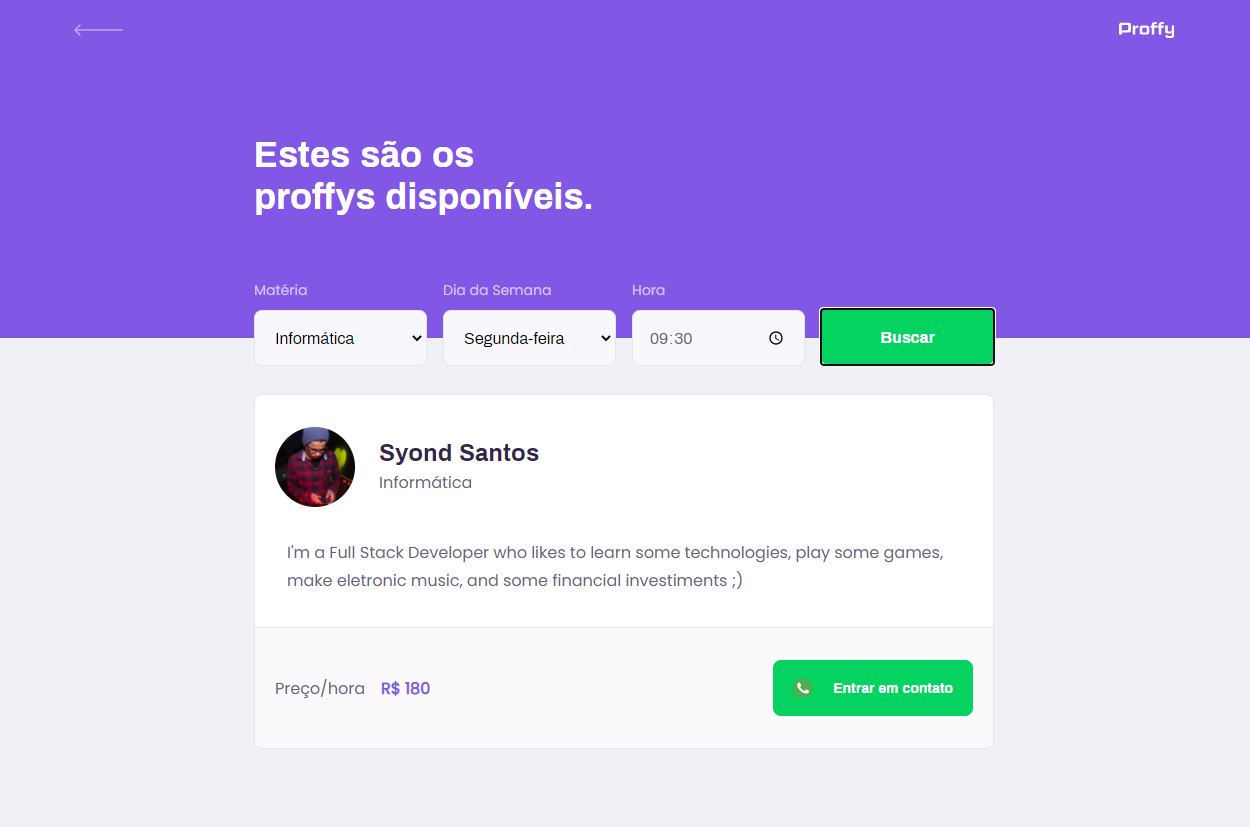 Proffy
Estes são os
proffys disponíveis.
Matéria
Dia da Semana
Hora
Informática
Segunda-feira
09:30
Buscar
Syond Santos
Informática
I'm a Full Stack Developer who likes to learn some technologies, play some games,
make eletronic music, and some financial investiments ;)
Preço/hora R$ 180
Entrar em contato